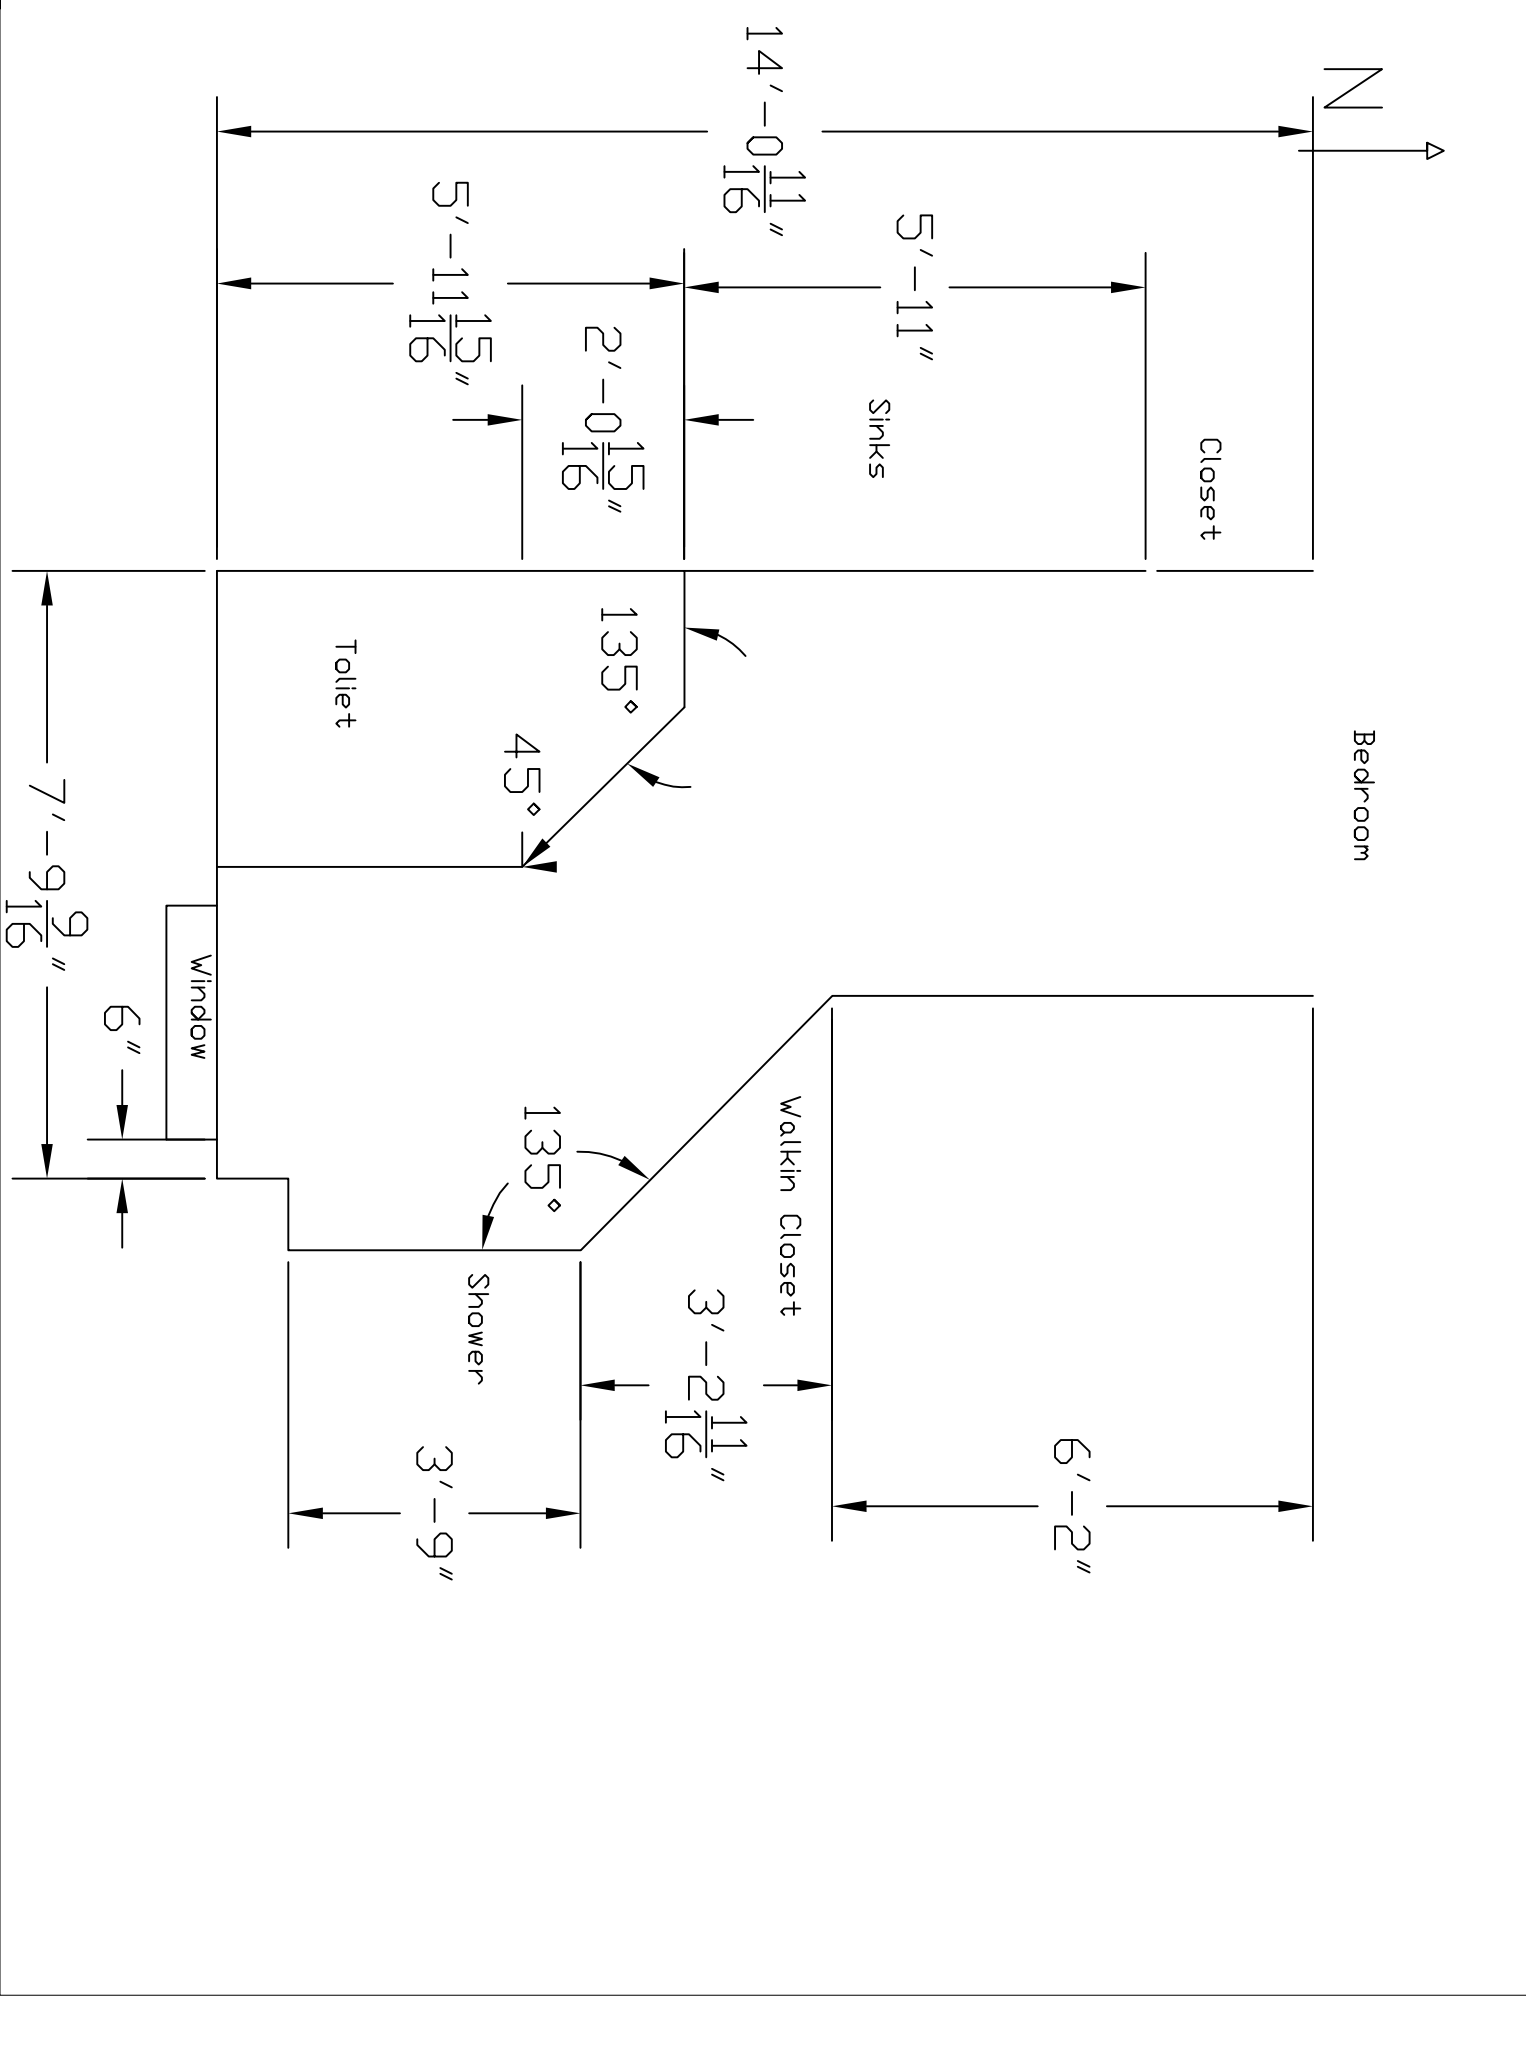 N
14'-0 11/16"
5'-11"
5'-11 15/16"
2'-0 15/16"
Sinks
Closet
135°
Toliet
45°
Bedroom
7'-9 9/16"
Window
6"
135°
Walkin Closet
Shower
3'-2 11/16"
6'-2"
3'-9"